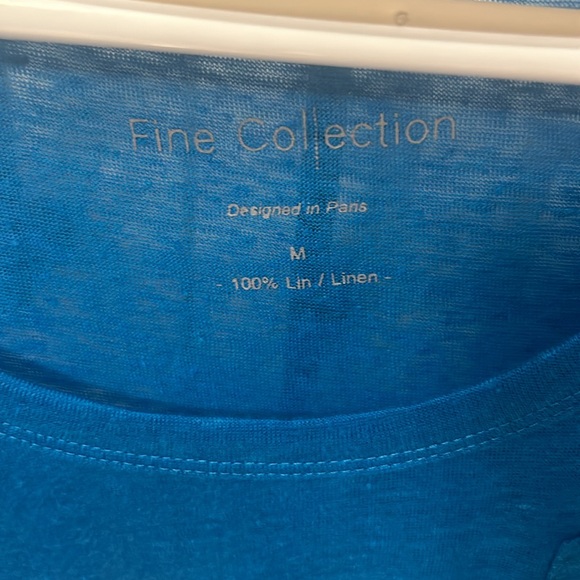 Fine Collection
Designed in Paris
M
- 100% Lin / Linen -